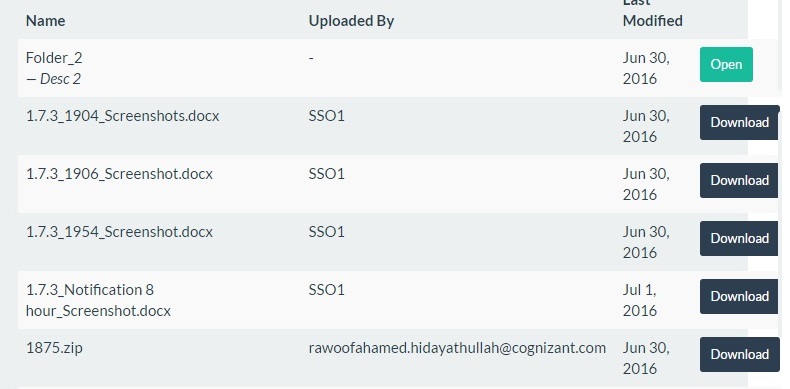 Last
Name Uploaded By Modified
Folder_2 - Jun 30,
— Desc 2 2016
Open
1.7.3_1904_Screenshots.docx SSO1 Jun 30,
2016
Download
1.7.3_1906_Screenshot.docx SSO1 Jun 30,
2016
Download
1.7.3_1954_Screenshot.docx SSO1 Jun 30,
2016
Download
1.7.3_Notification 8 SSO1 Jul 1,
hour_Screenshot.docx 2016
Download
1875.zip rawoofahamed.hidayathullah@cognizant.com Jun 30,
2016
Download